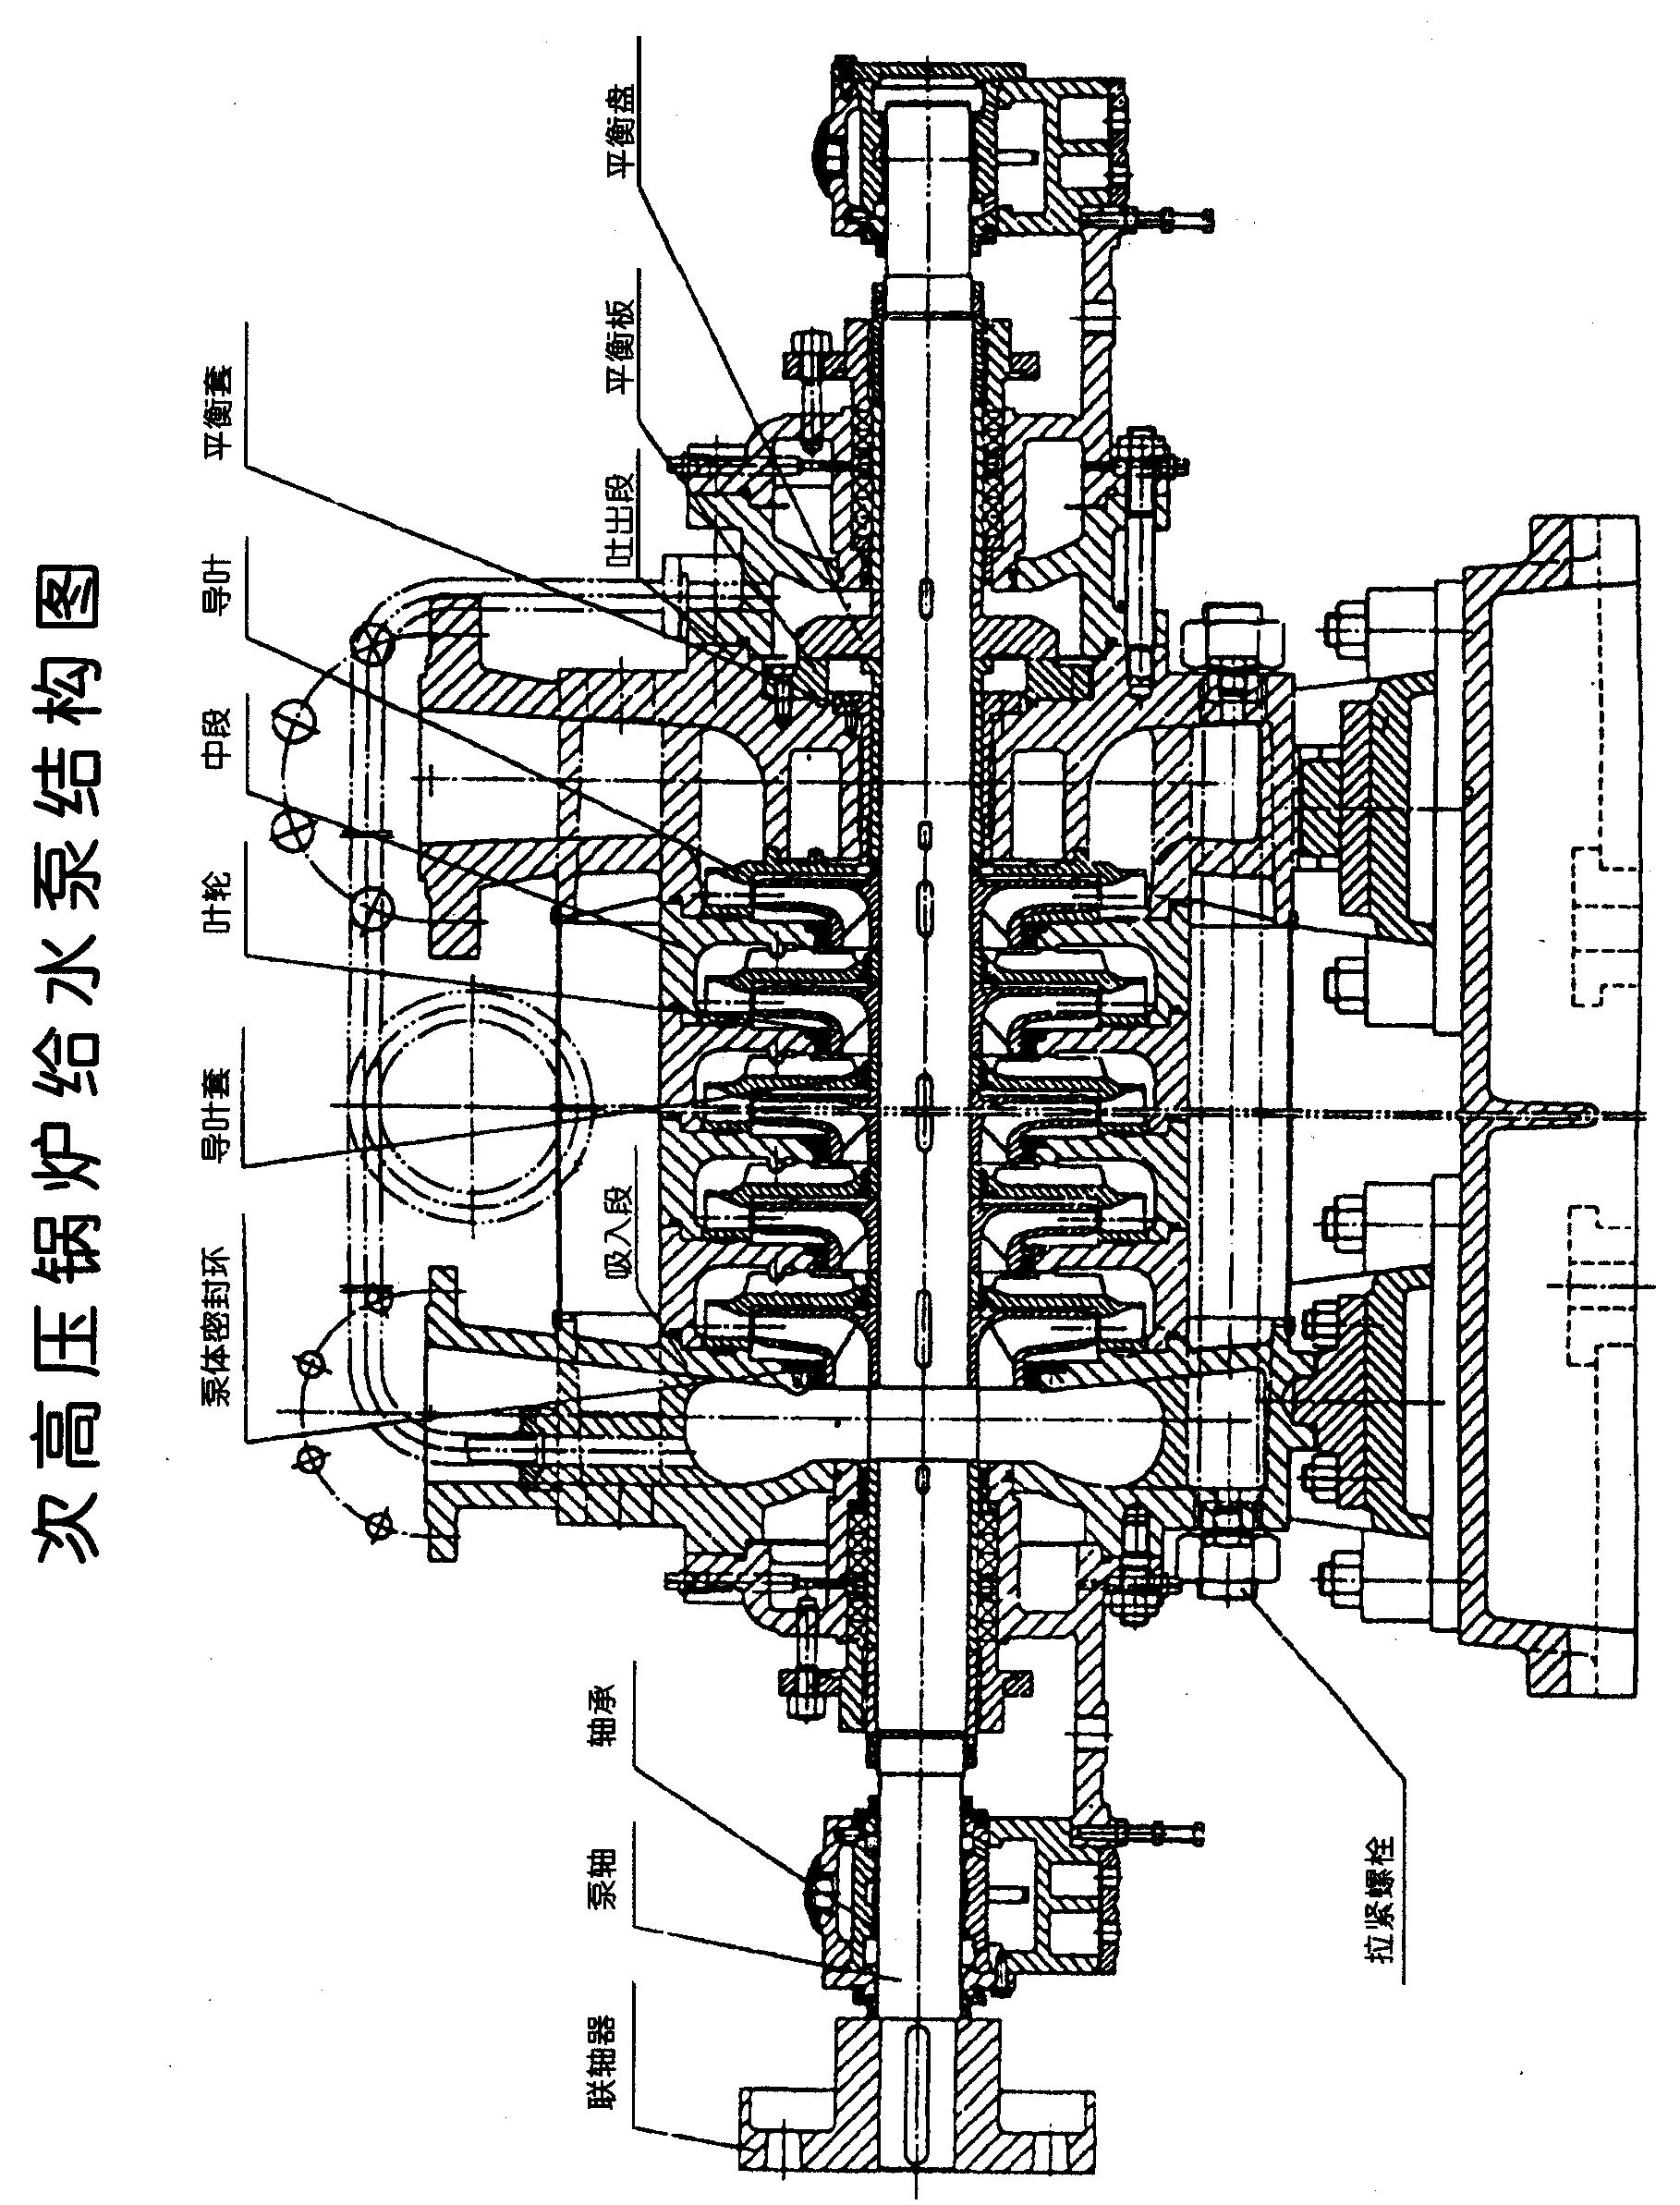 次高压锅炉给水泵结构图
泵体密封环
导叶套
叶轮
中段
导叶
平衡套
联轴器
泵轴
轴承
吸入段
吐出段
平衡板
平衡盘
拉紧螺栓